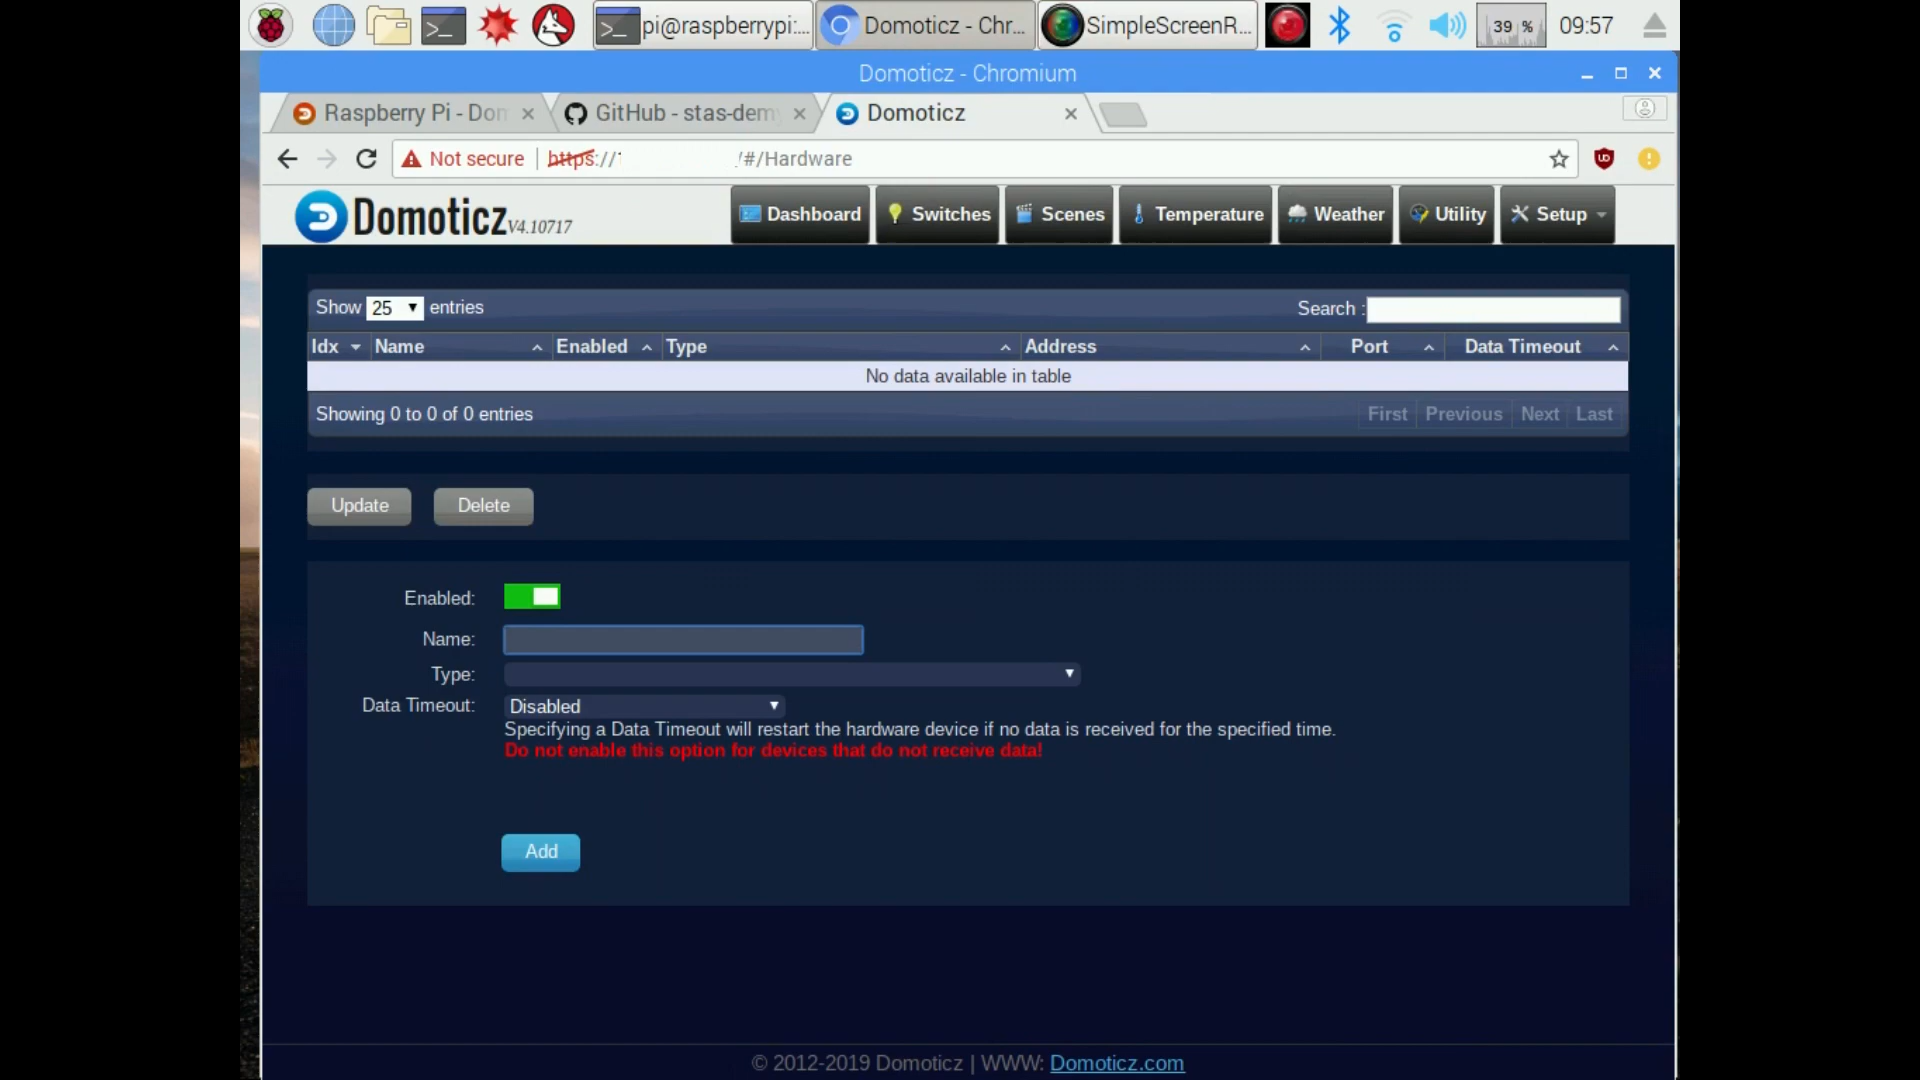 pi@raspberrypi:... Domoticz - Chr... SimpleScreenR... 39 % 09:57
Domoticz - Chromium
Raspberry Pi - Dom GitHub - stas-demy Domoticz
Not secure https:// /#/Hardware
Domoticz V4.10717
Dashboard Switches Scenes Temperature Weather Utility Setup
Show 25 entries Search :
Idx Name Enabled Type Address Port Data Timeout
No data available in table
Showing 0 to 0 of 0 entries First Previous Next Last
Update Delete
Enabled:
Name:
Type:
Data Timeout: Disabled
Specifying a Data Timeout will restart the hardware device if no data is received for the specified time.
Do not enable this option for devices that do not receive data!
Add
© 2012-2019 Domoticz | WWW: Domoticz.com